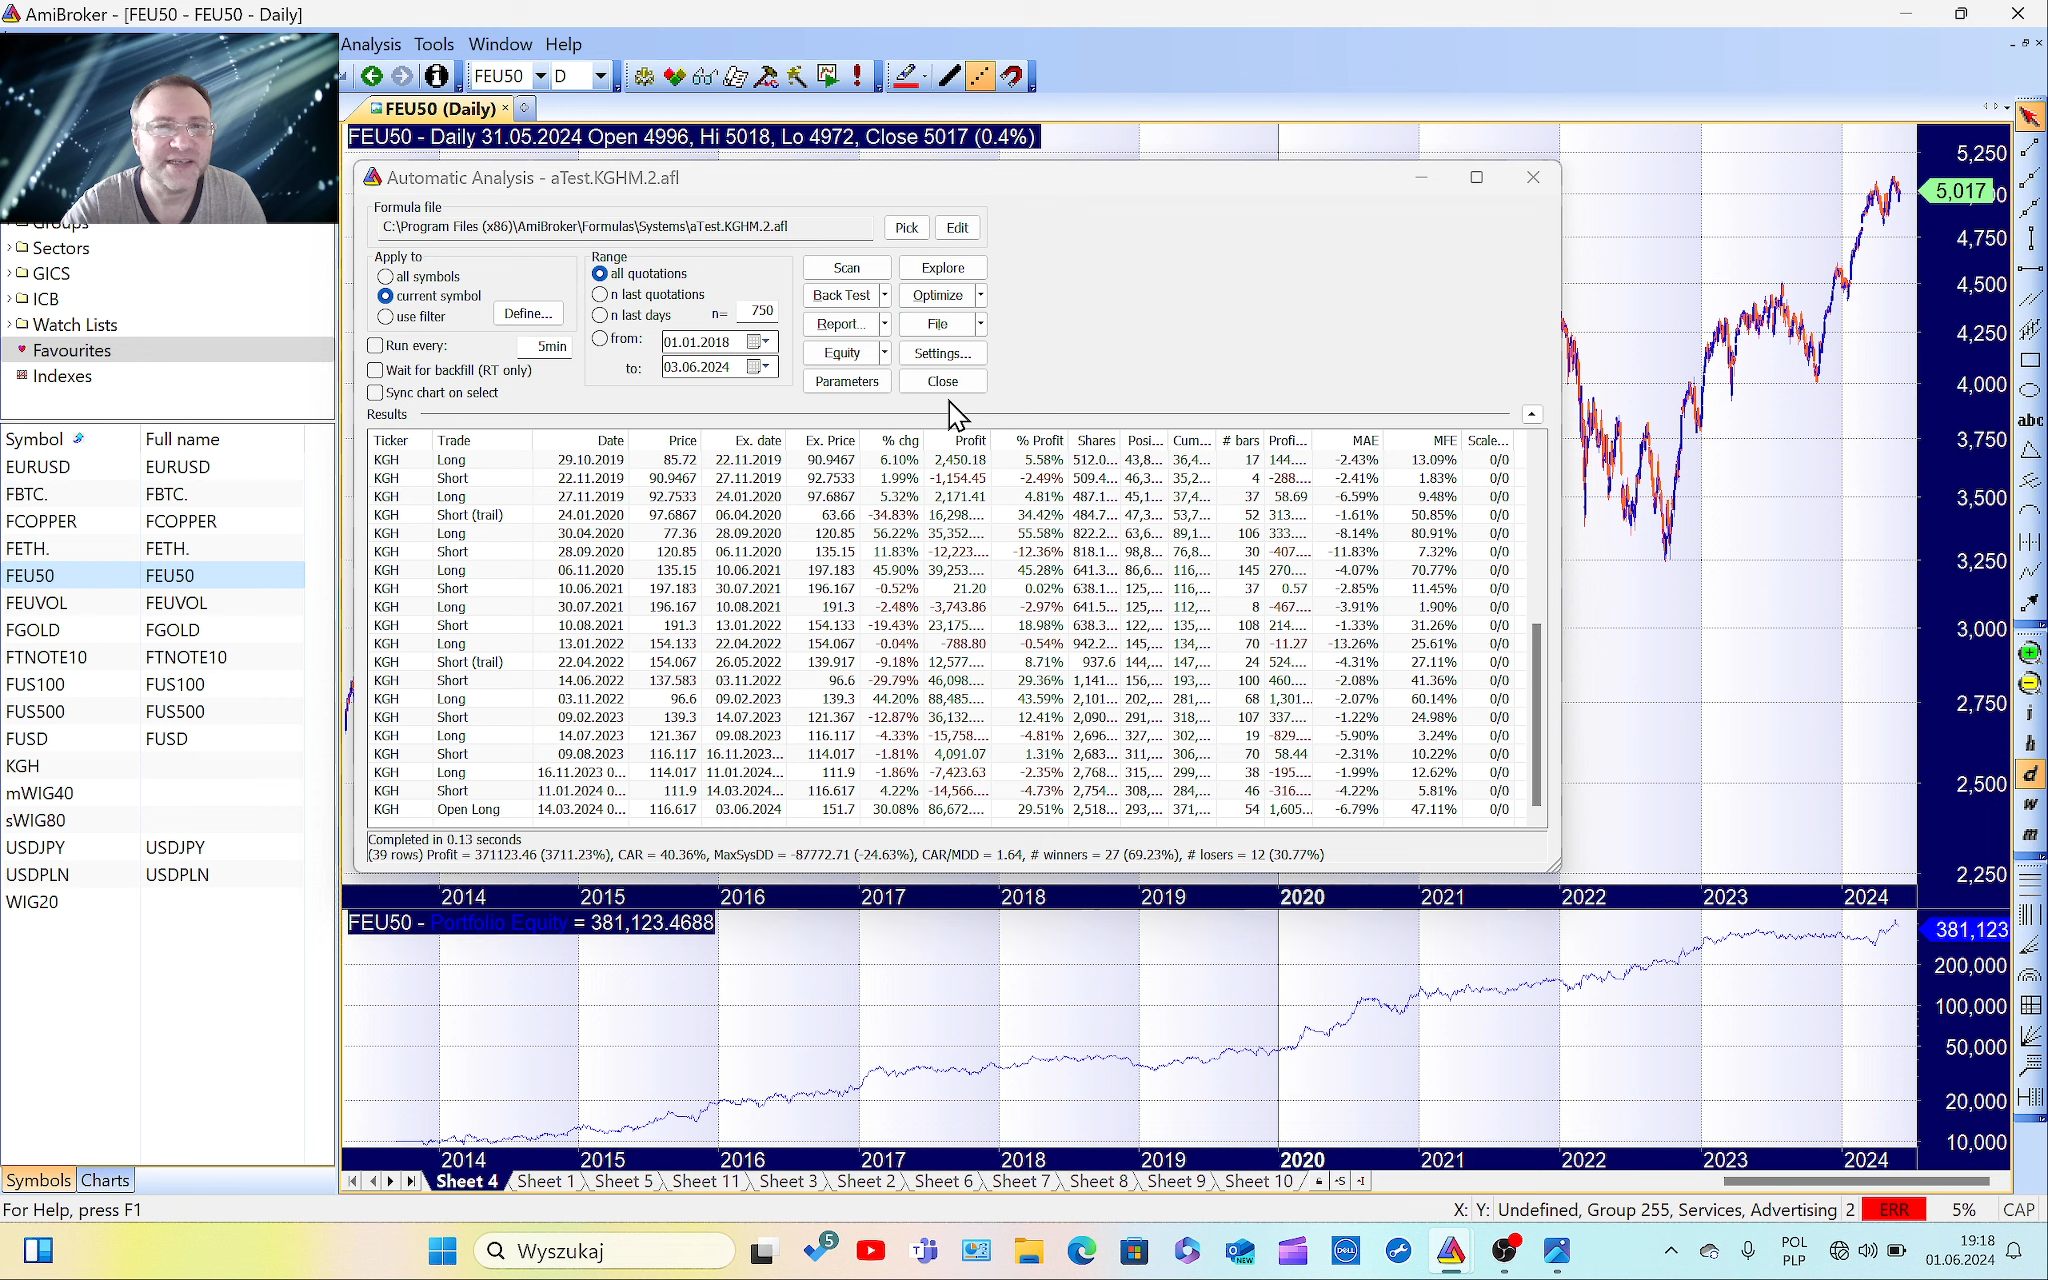 AmiBroker - [FEU50 - FEU50 - Daily]
Analysis Tools Window Help
FEU50 D
FEU50 (Daily)
FEU50 - Daily 31.05.2024 Open 4996, Hi 5018, Lo 4972, Close 5017 (0.4%)
Automatic Analysis - aTest.KGHM.2.afl
Formula file
C:\Program Files (x86)\AmiBroker\Formulas\Systems\aTest.KGHM.2.afl Pick Edit
Apply to
all symbols
current symbol
use filter
Define...
Run every: 5min
Wait for backfill (RT only)
Sync chart on select
Range
all quotations
n last quotations
n last days n= 750
from: 01.01.2018
to: 03.06.2024
Scan Explore
Back Test Optimize
Report... File
Equity Settings...
Parameters Close
Results
Ticker Trade Date Price Ex. date Ex. Price % chg Profit % Profit Shares Posi... Cum... # bars Profi... MAE MFE Scale...
KGH Long 29.10.2019 85.72 22.11.2019 90.9467 6.10% 2,450.18 5.58% 512.0... 43,8... 36,4... 17 144.... -2.43% 13.09% 0/0
KGH Short 22.11.2019 90.9467 27.11.2019 92.7533 1.99% -1,154.45 -2.49% 509.4... 46,3... 35,2... 4 -288.... -2.41% 1.83% 0/0
KGH Long 27.11.2019 92.7533 24.01.2020 97.6867 5.32% 2,171.41 4.81% 487.1... 45,1... 37,4... 37 58.69 -6.59% 9.48% 0/0
KGH Short (trail) 24.01.2020 97.6867 06.04.2020 63.66 -34.83% 16,298.... 34.42% 484.7... 47,3... 53,7... 52 313.... -1.61% 50.85% 0/0
KGH Long 30.04.2020 77.36 28.09.2020 120.85 56.22% 35,352.... 55.58% 822.2... 63,6... 89,1... 106 333.... -8.14% 80.91% 0/0
KGH Short 28.09.2020 120.85 06.11.2020 135.15 11.83% -12,223.... -12.36% 818.1... 98,8... 76,8... 30 -407.... -11.83% 7.32% 0/0
KGH Long 06.11.2020 135.15 10.06.2021 197.183 45.90% 39,253.... 45.28% 641.3... 86,6... 116,... 145 270.... -4.07% 70.77% 0/0
KGH Short 10.06.2021 197.183 30.07.2021 196.167 -0.52% 21.20 0.02% 638.1... 125,... 116,... 37 0.57 -2.85% 11.45% 0/0
KGH Long 30.07.2021 196.167 10.08.2021 191.3 -2.48% -3,743.86 -2.97% 641.5... 125,... 112,... 8 -467.... -3.91% 1.90% 0/0
KGH Short 10.08.2021 191.3 13.01.2022 154.133 -19.43% 23,175.... 18.98% 638.3... 122,... 135,... 108 214.... -1.33% 31.26% 0/0
KGH Long 13.01.2022 154.133 22.04.2022 154.067 -0.04% -788.80 -0.54% 942.2... 145,... 134,... 70 -11.27 -13.26% 25.61% 0/0
KGH Short (trail) 22.04.2022 154.067 26.05.2022 139.917 -9.18% 12,577.... 8.71% 937.6 144,... 147,... 24 524.... -4.31% 27.11% 0/0
KGH Short 14.06.2022 137.583 03.11.2022 96.6 -29.79% 46,098.... 29.36% 1,141.... 156,... 193,... 100 460.... -2.08% 41.36% 0/0
KGH Long 03.11.2022 96.6 09.02.2023 139.3 44.20% 88,485.... 43.59% 2,101.... 202,... 281,... 68 1,301... -2.07% 60.14% 0/0
KGH Short 09.02.2023 139.3 14.07.2023 121.367 -12.87% 36,132.... 12.41% 2,090.... 291,... 318,... 107 337.... -1.22% 24.98% 0/0
KGH Long 14.07.2023 121.367 09.08.2023 116.117 -4.33% -15,758.... -4.81% 2,696... 327,... 302,... 19 -829.... -5.90% 3.24% 0/0
KGH Short 09.08.2023 116.117 16.11.2023... 114.017 -1.81% 4,091.07 1.31% 2,683... 311,... 306,... 70 58.44 -2.31% 10.22% 0/0
KGH Long 16.11.2023 0... 114.017 11.01.2024... 111.9 -1.86% -7,423.63 -2.35% 2,768... 315,... 299,... 38 -195.... -1.99% 12.62% 0/0
KGH Short 11.01.2024 0... 111.9 14.03.2024... 116.617 4.22% -14,566.... -4.73% 2,754... 308,... 284,... 46 -316.... -4.22% 5.81% 0/0
KGH Open Long 14.03.2024 0... 116.617 03.06.2024 151.7 30.08% 86,672.... 29.51% 2,518... 293,... 371,... 54 1,605... -6.79% 47.11% 0/0
Completed in 0.13 seconds
(39 rows) Profit = 371123.46 (3711.23%), CAR = 40.36%, MaxSysDD = -87772.71 (-24.63%), CAR/MDD = 1.64, # winners = 27 (69.23%), # losers = 12 (30.77%)
Groups
Sectors
GICS
ICB
Watch Lists
Favourites
Indexes
Symbol Full name
EURUSD EURUSD
FBTC. FBTC.
FCOPPER FCOPPER
FETH. FETH.
FEU50 FEU50
FEUVOL FEUVOL
FGOLD FGOLD
FTNOTE10 FTNOTE10
FUS100 FUS100
FUS500 FUS500
FUSD FUSD
KGH
mWIG40
sWIG80
USDJPY USDJPY
USDPLN USDPLN
WIG20
Symbols Charts
5,250
5,017
4,750
4,500
4,250
4,000
3,750
3,500
3,250
3,000
2,750
2,500
2,250
abc
j
h
d
w
m
2014 2015 2016 2017 2018 2019 2020 2021 2022 2023 2024
FEU50 - Portfolio Equity = 381,123.4688
381,123
200,000
100,000
50,000
20,000
10,000
2014 2015 2016 2017 2018 2019 2020 2021 2022 2023 2024
Sheet 4 Sheet 1 Sheet 5 Sheet 11 Sheet 3 Sheet 2 Sheet 6 Sheet 7 Sheet 8 Sheet 9 Sheet 10
For Help, press F1
X: Y: Undefined, Group 255, Services, Advertising 2 ERR 5% CAP
Wyszukaj
5
NEW
DELL
POL
PLP
19:18
01.06.2024